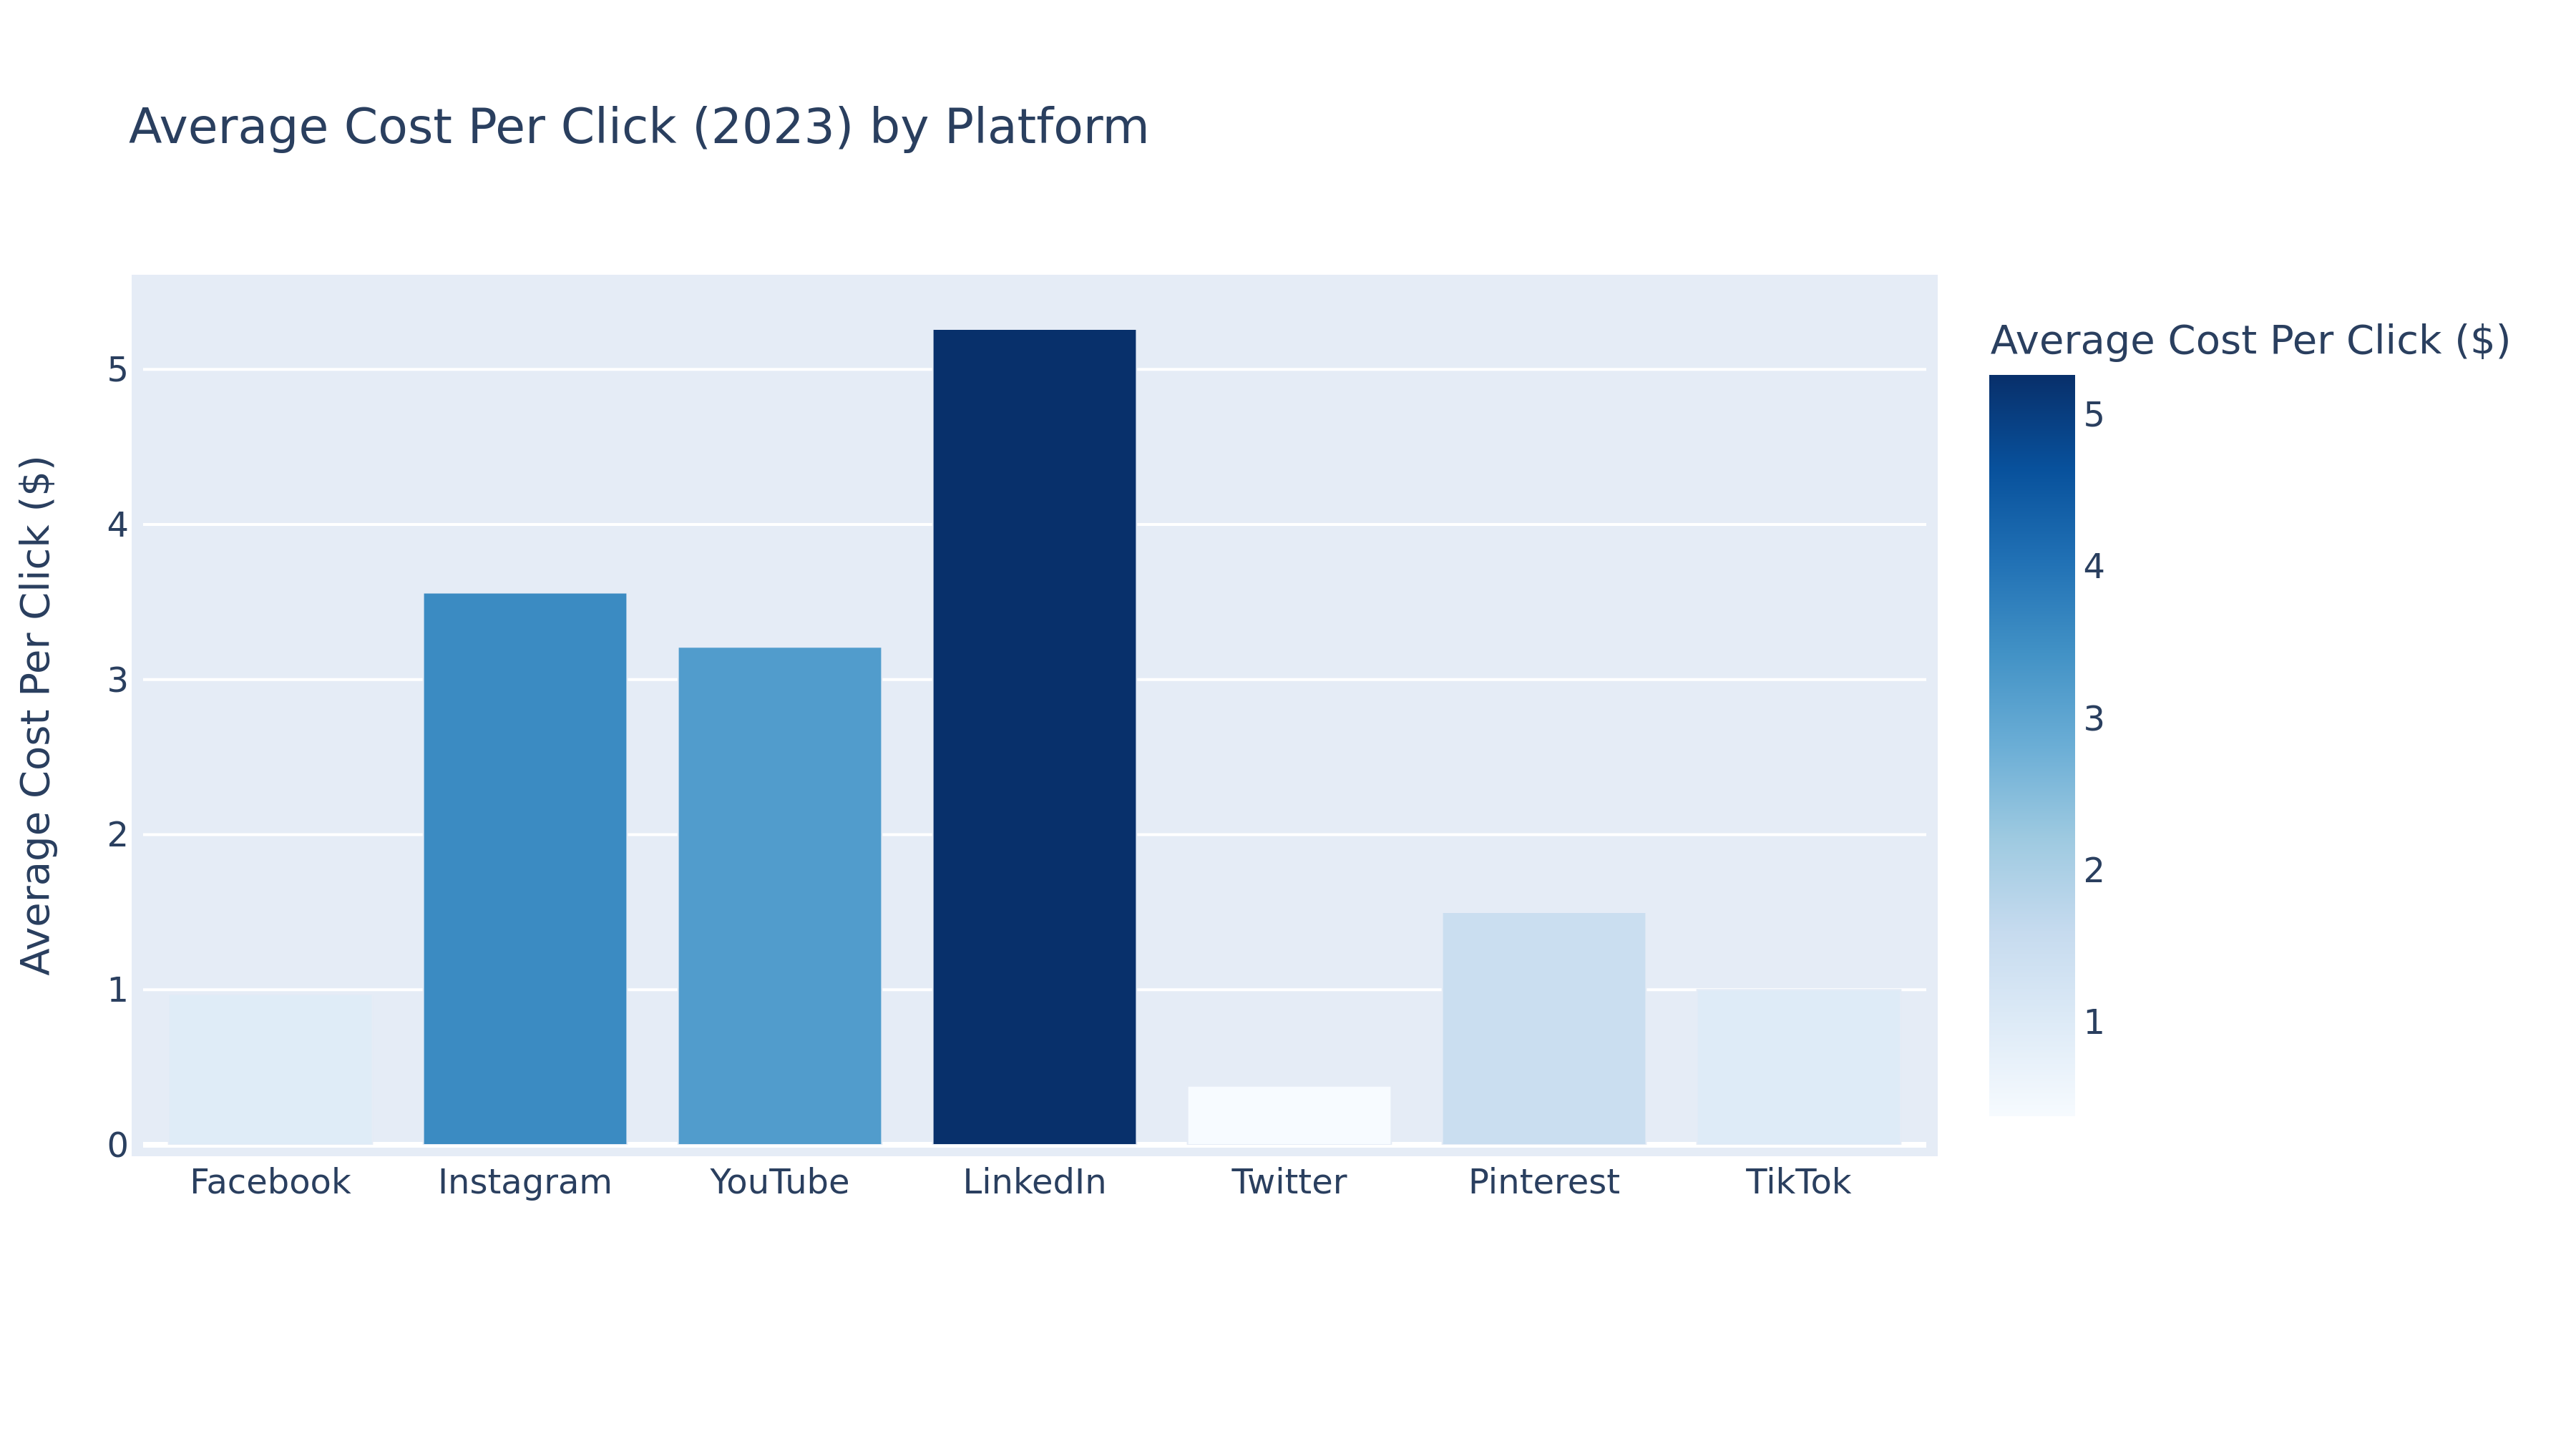 Average Cost Per Click (2023) by Platform
Average Cost Per Click ($)
5
4
3
2
1
0
Facebook Instagram YouTube LinkedIn Twitter Pinterest TikTok
Average Cost Per Click ($)
5
4
3
2
1